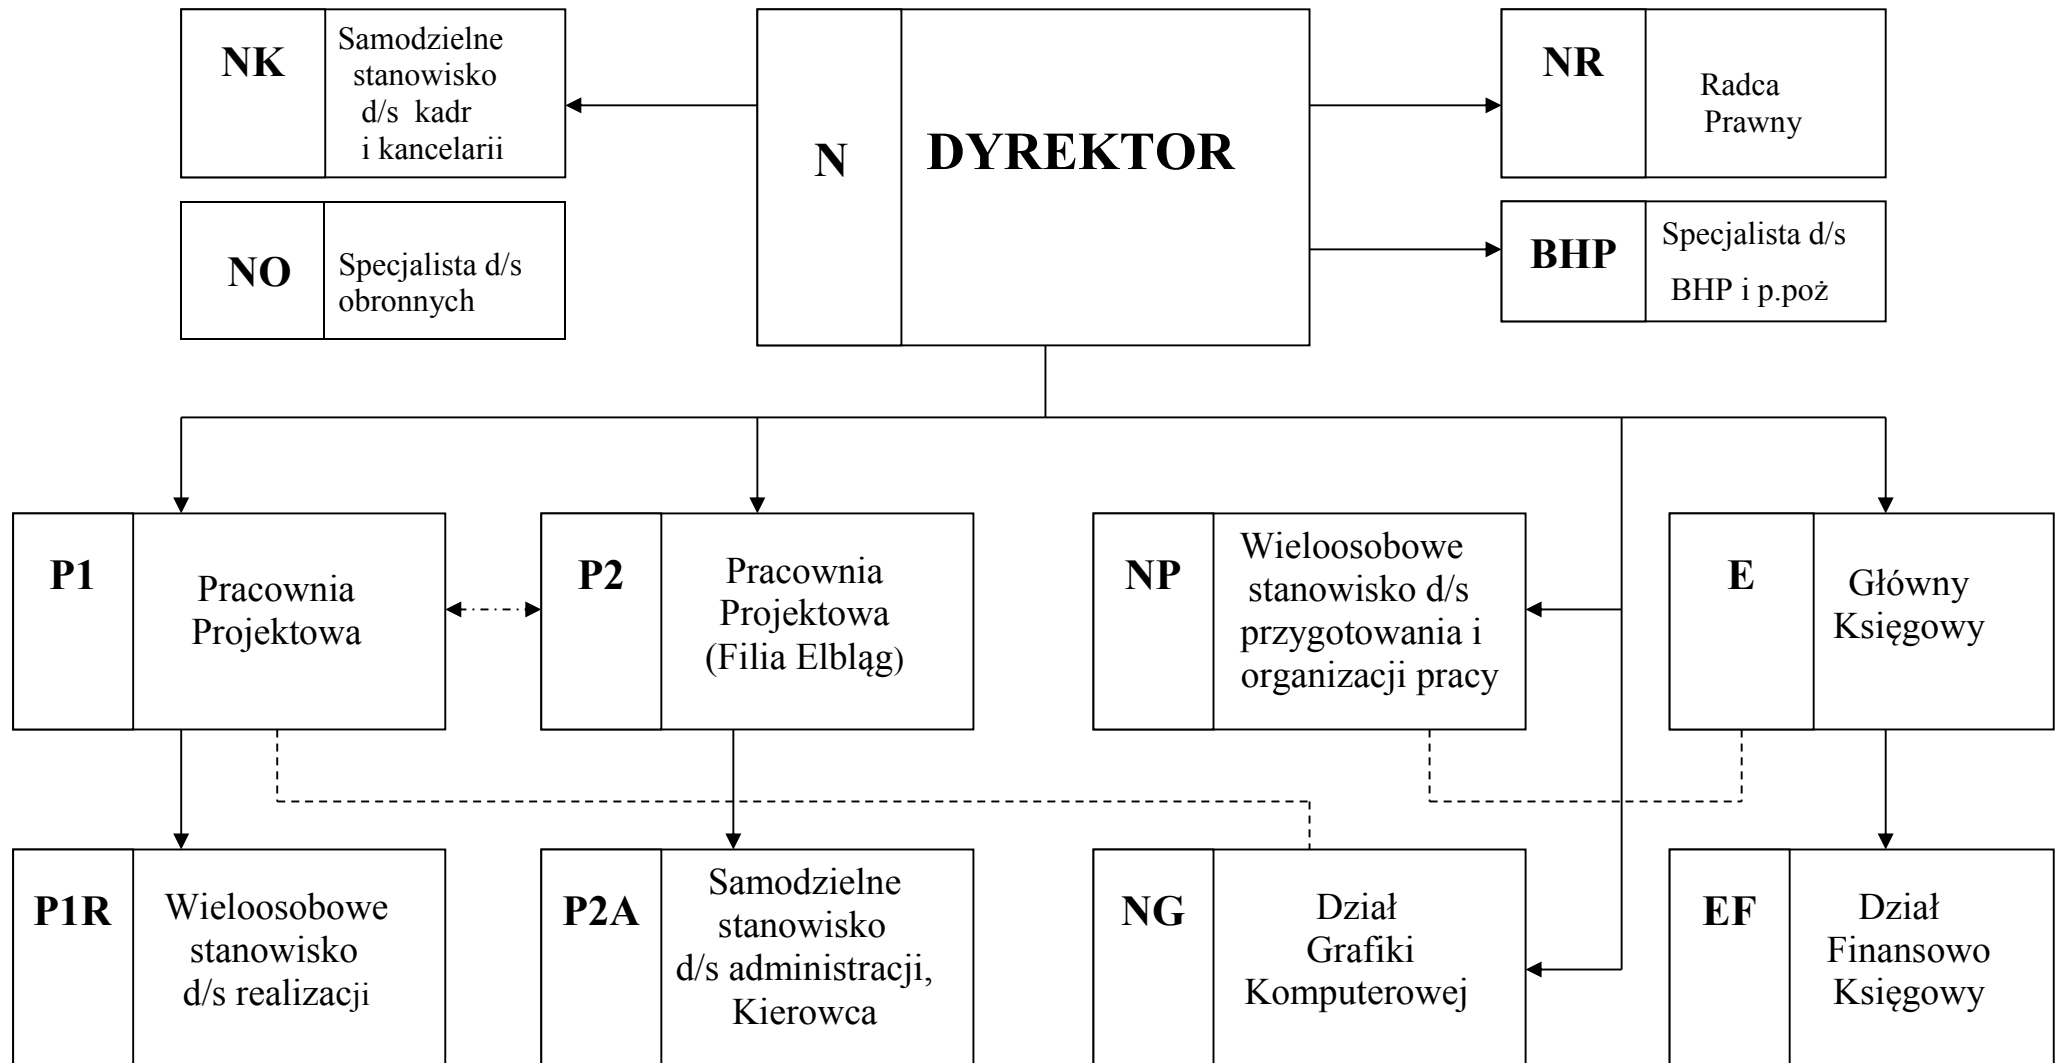 NK
Samodzielne
stanowisko
d/s kadr
i kancelarii
N
DYREKTOR
NR
Radca
Prawny
NO
Specjalista d/s
obronnych
BHP
Specjalista d/s
BHP i p.poż
P1
Pracownia
Projektowa
P2
Pracownia
Projektowa
(Filia Elbląg)
NP
Wieloosobowe
stanowisko d/s
przygotowania i
organizacji pracy
E
Główny
Księgowy
P1R
Wieloosobowe
stanowisko
d/s realizacji
P2A
Samodzielne
stanowisko
d/s administracji,
Kierowca
NG
Dział
Grafiki
Komputerowej
EF
Dział
Finansowo
Księgowy